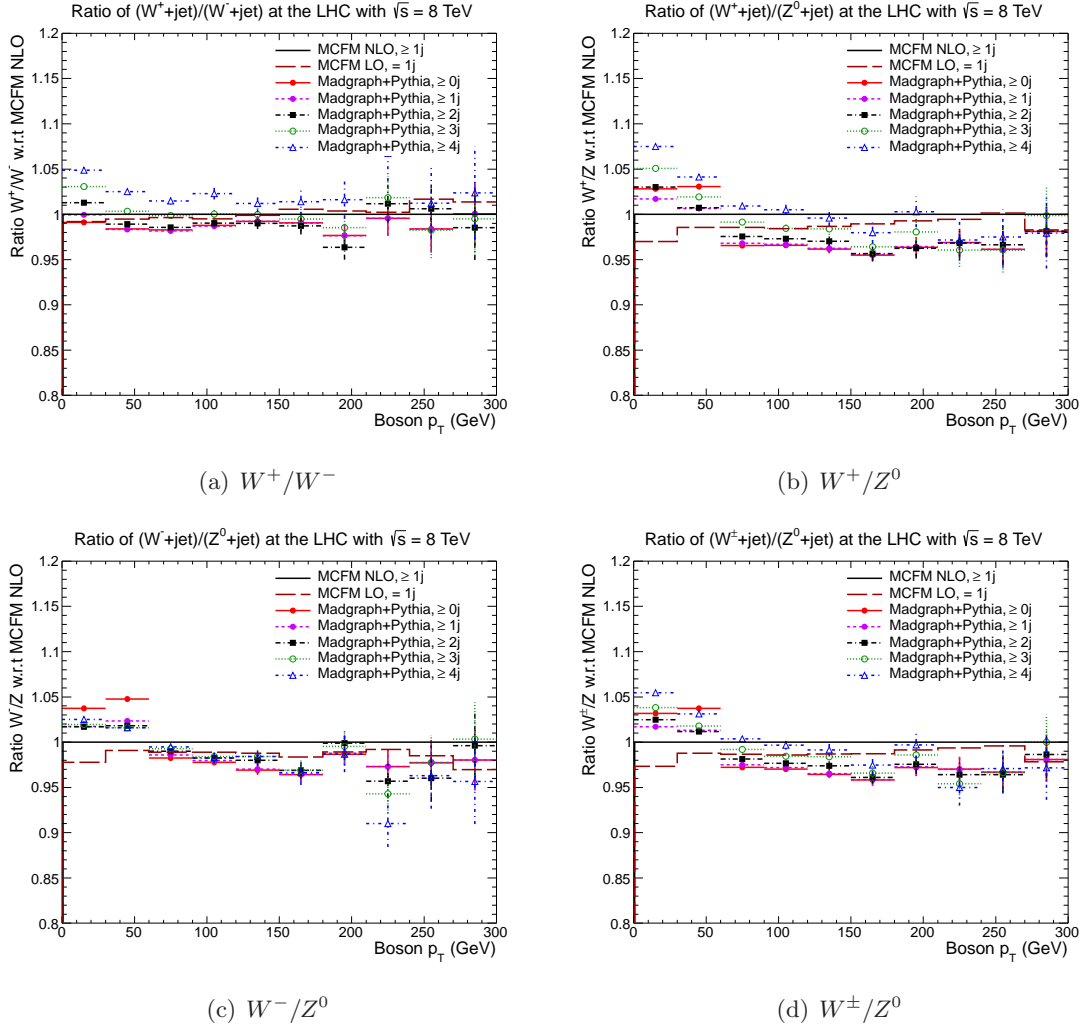 Ratio of (W⁺+jet)/(W⁻+jet) at the LHC with √s = 8 TeV
Ratio W⁺/W⁻ w.r.t MCFM NLO
1.2
1.15
1.1
1.05
1
0.95
0.9
0.85
0.8
MCFM NLO, ≥ 1j
MCFM LO, = 1j
Madgraph+Pythia, ≥ 0j
Madgraph+Pythia, ≥ 1j
Madgraph+Pythia, ≥ 2j
Madgraph+Pythia, ≥ 3j
Madgraph+Pythia, ≥ 4j
0 50 100 150 200 250 300
Boson p_T (GeV)
(a) W⁺/W⁻
Ratio of (W⁺+jet)/(Z⁰+jet) at the LHC with √s = 8 TeV
Ratio W⁺/Z w.r.t MCFM NLO
1.2
1.15
1.1
1.05
1
0.95
0.9
0.85
0.8
MCFM NLO, ≥ 1j
MCFM LO, = 1j
Madgraph+Pythia, ≥ 0j
Madgraph+Pythia, ≥ 1j
Madgraph+Pythia, ≥ 2j
Madgraph+Pythia, ≥ 3j
Madgraph+Pythia, ≥ 4j
0 50 100 150 200 250 300
Boson p_T (GeV)
(b) W⁺/Z⁰
Ratio of (W⁻+jet)/(Z⁰+jet) at the LHC with √s = 8 TeV
Ratio W⁻/Z w.r.t MCFM NLO
1.2
1.15
1.1
1.05
1
0.95
0.9
0.85
0.8
MCFM NLO, ≥ 1j
MCFM LO, = 1j
Madgraph+Pythia, ≥ 0j
Madgraph+Pythia, ≥ 1j
Madgraph+Pythia, ≥ 2j
Madgraph+Pythia, ≥ 3j
Madgraph+Pythia, ≥ 4j
0 50 100 150 200 250 300
Boson p_T (GeV)
(c) W⁻/Z⁰
Ratio of (W±+jet)/(Z⁰+jet) at the LHC with √s = 8 TeV
Ratio W±/Z w.r.t MCFM NLO
1.2
1.15
1.1
1.05
1
0.95
0.9
0.85
0.8
MCFM NLO, ≥ 1j
MCFM LO, = 1j
Madgraph+Pythia, ≥ 0j
Madgraph+Pythia, ≥ 1j
Madgraph+Pythia, ≥ 2j
Madgraph+Pythia, ≥ 3j
Madgraph+Pythia, ≥ 4j
0 50 100 150 200 250 300
Boson p_T (GeV)
(d) W±/Z⁰